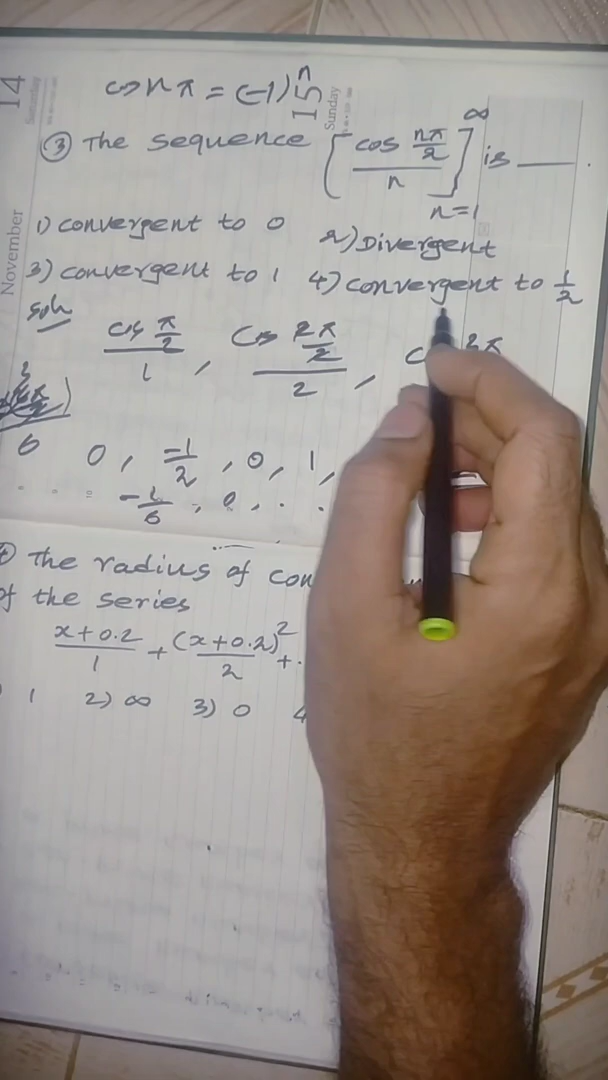 14
Saturday
15
Sunday
November
cos nπ = (-1)^n
③ The sequence [cos nπ/2 / n]^∞ n=1 is ___.
1) convergent to 0 2) Divergent
3) convergent to 1 4) convergent to 1/2
soln
cos π/2 / 1, cos 2π/2 / 2,
6 0, -1/2, 0, 1,
-1/6, 0, . .
the radius of con
of the series
x+0.2 / 1 + (x+0.2)^2 / 2 + .
1 2) ∞ 3) 0 4